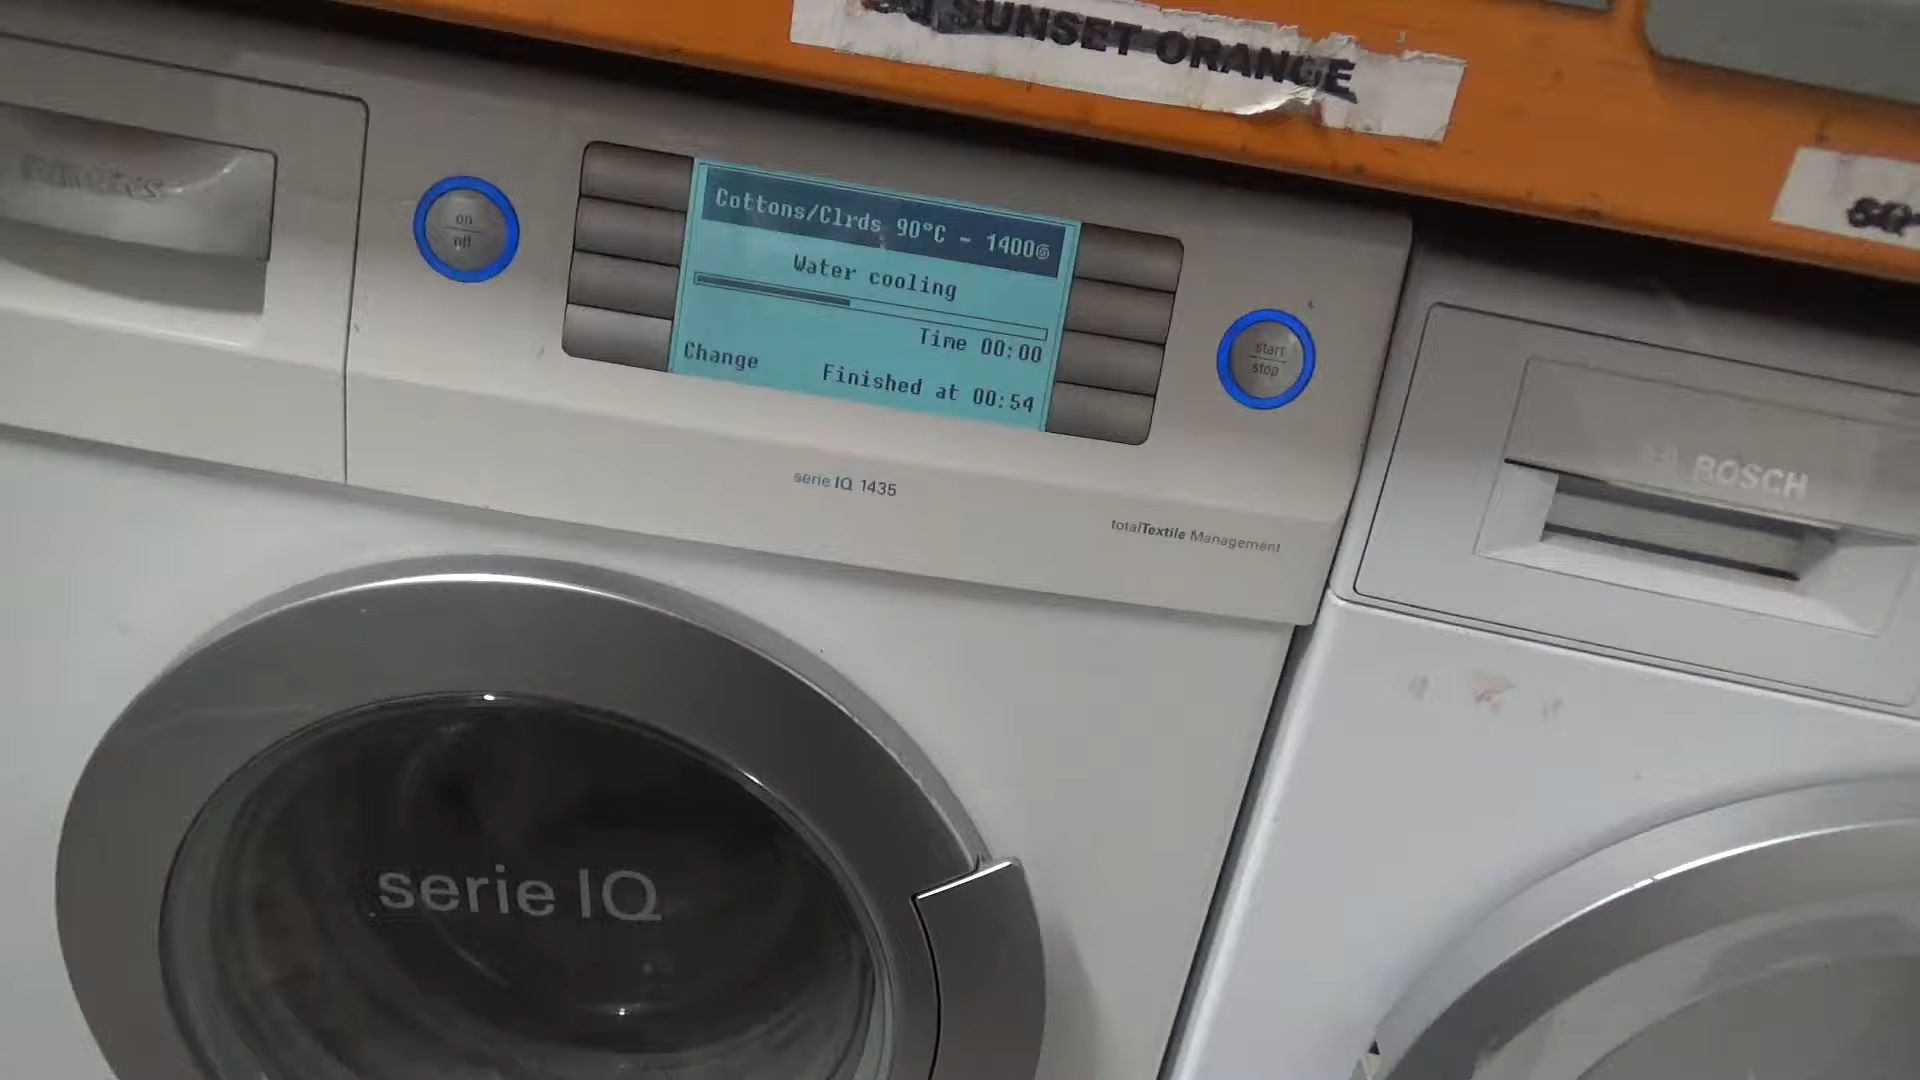 SUNSET ORANGE
SIEMENS
on
off
Cottons/Clrds 90°C - 1400
Water cooling
Time 00:00
Change
Finished at 00:54
start
stop
serie IQ 1435
totalTextile Management
BOSCH
serie IQ